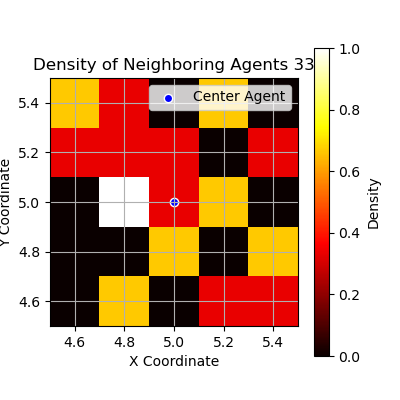 Density of Neighboring Agents 33
Center Agent
5.4
5.2
5.0
4.8
4.6
Y Coordinate
4.6 4.8 5.0 5.2 5.4
X Coordinate
1.0
0.8
0.6
0.4
0.2
0.0
Density